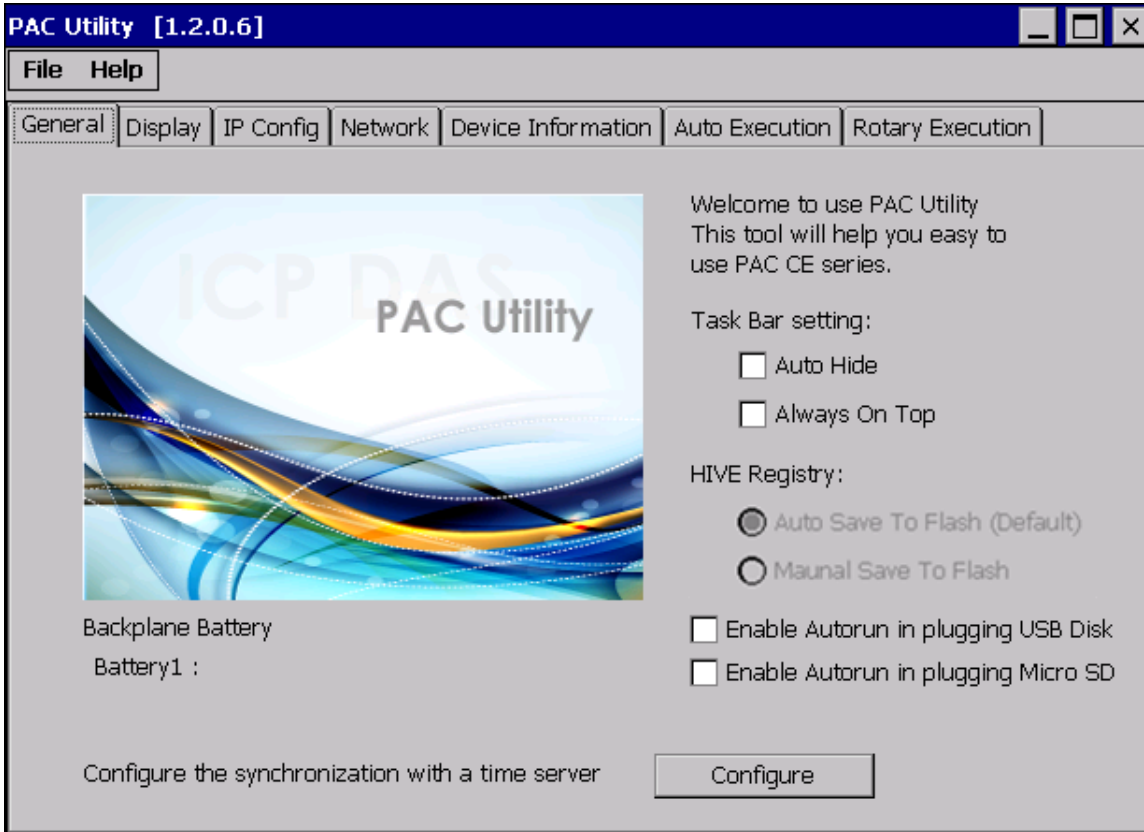 PAC Utility [1.2.0.6]
File Help
General Display IP Config Network Device Information Auto Execution Rotary Execution
ICP DAS
PAC Utility
Welcome to use PAC Utility
This tool will help you easy to
use PAC CE series.
Task Bar setting:
Auto Hide
Always On Top
HIVE Registry:
Auto Save To Flash (Default)
Maunal Save To Flash
Backplane Battery
Battery1 :
Enable Autorun in plugging USB Disk
Enable Autorun in plugging Micro SD
Configure the synchronization with a time server
Configure